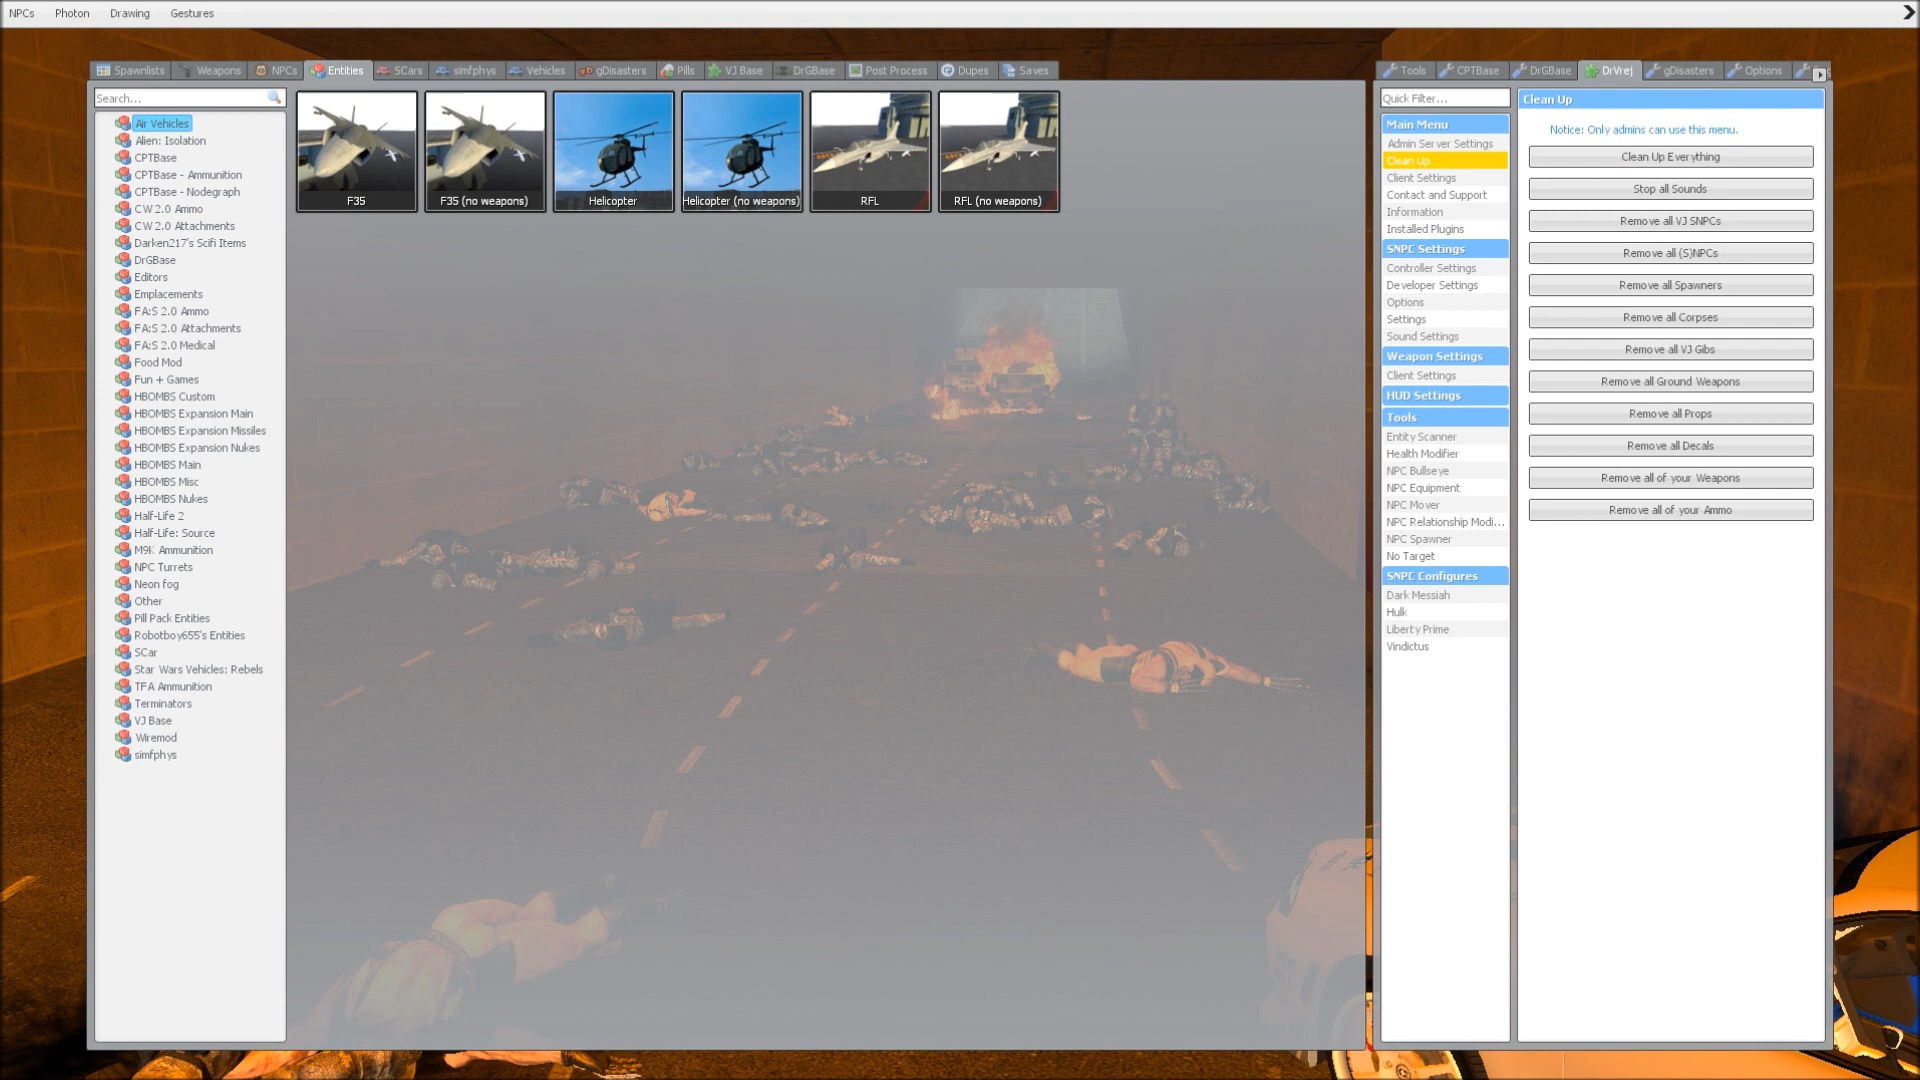 NPCs Photon Drawing Gestures
Spawnlists Weapons NPCs Entities SCars simfphys Vehicles gDisasters Pills VJ Base DrGBase Post Process Dupes Saves
Search...
Air Vehicles
Alien: Isolation
CPTBase
CPTBase - Ammunition
CPTBase - Nodegraph
CW 2.0 Ammo
CW 2.0 Attachments
Darken217's Scifi Items
DrGBase
Editors
Emplacements
FA:S 2.0 Ammo
FA:S 2.0 Attachments
FA:S 2.0 Medical
Food Mod
Fun + Games
HBOMBS Custom
HBOMBS Expansion Main
HBOMBS Expansion Missiles
HBOMBS Expansion Nukes
HBOMBS Main
HBOMBS Misc
HBOMBS Nukes
Half-Life 2
Half-Life: Source
M9K Ammunition
NPC Turrets
Neon fog
Other
Pill Pack Entities
Robotboy655's Entities
SCar
Star Wars Vehicles: Rebels
TFA Ammunition
Terminators
VJ Base
Wiremod
simfphys
F35
F35 (no weapons)
Helicopter
Helicopter (no weapons)
RFL
RFL (no weapons)
Tools CPTBase DrGBase DrVrej gDisasters Options
Quick Filter...
Main Menu
Admin Server Settings
Clean Up
Client Settings
Contact and Support
Information
Installed Plugins
SNPC Settings
Controller Settings
Developer Settings
Options
Settings
Sound Settings
Weapon Settings
Client Settings
HUD Settings
Tools
Entity Scanner
Health Modifier
NPC Bullseye
NPC Equipment
NPC Mover
NPC Relationship Modi...
NPC Spawner
No Target
SNPC Configures
Dark Messiah
Hulk
Liberty Prime
Vindictus
Clean Up
Notice: Only admins can use this menu.
Clean Up Everything
Stop all Sounds
Remove all VJ SNPCs
Remove all (S)NPCs
Remove all Spawners
Remove all Corpses
Remove all VJ Gibs
Remove all Ground Weapons
Remove all Props
Remove all Decals
Remove all of your Weapons
Remove all of your Ammo